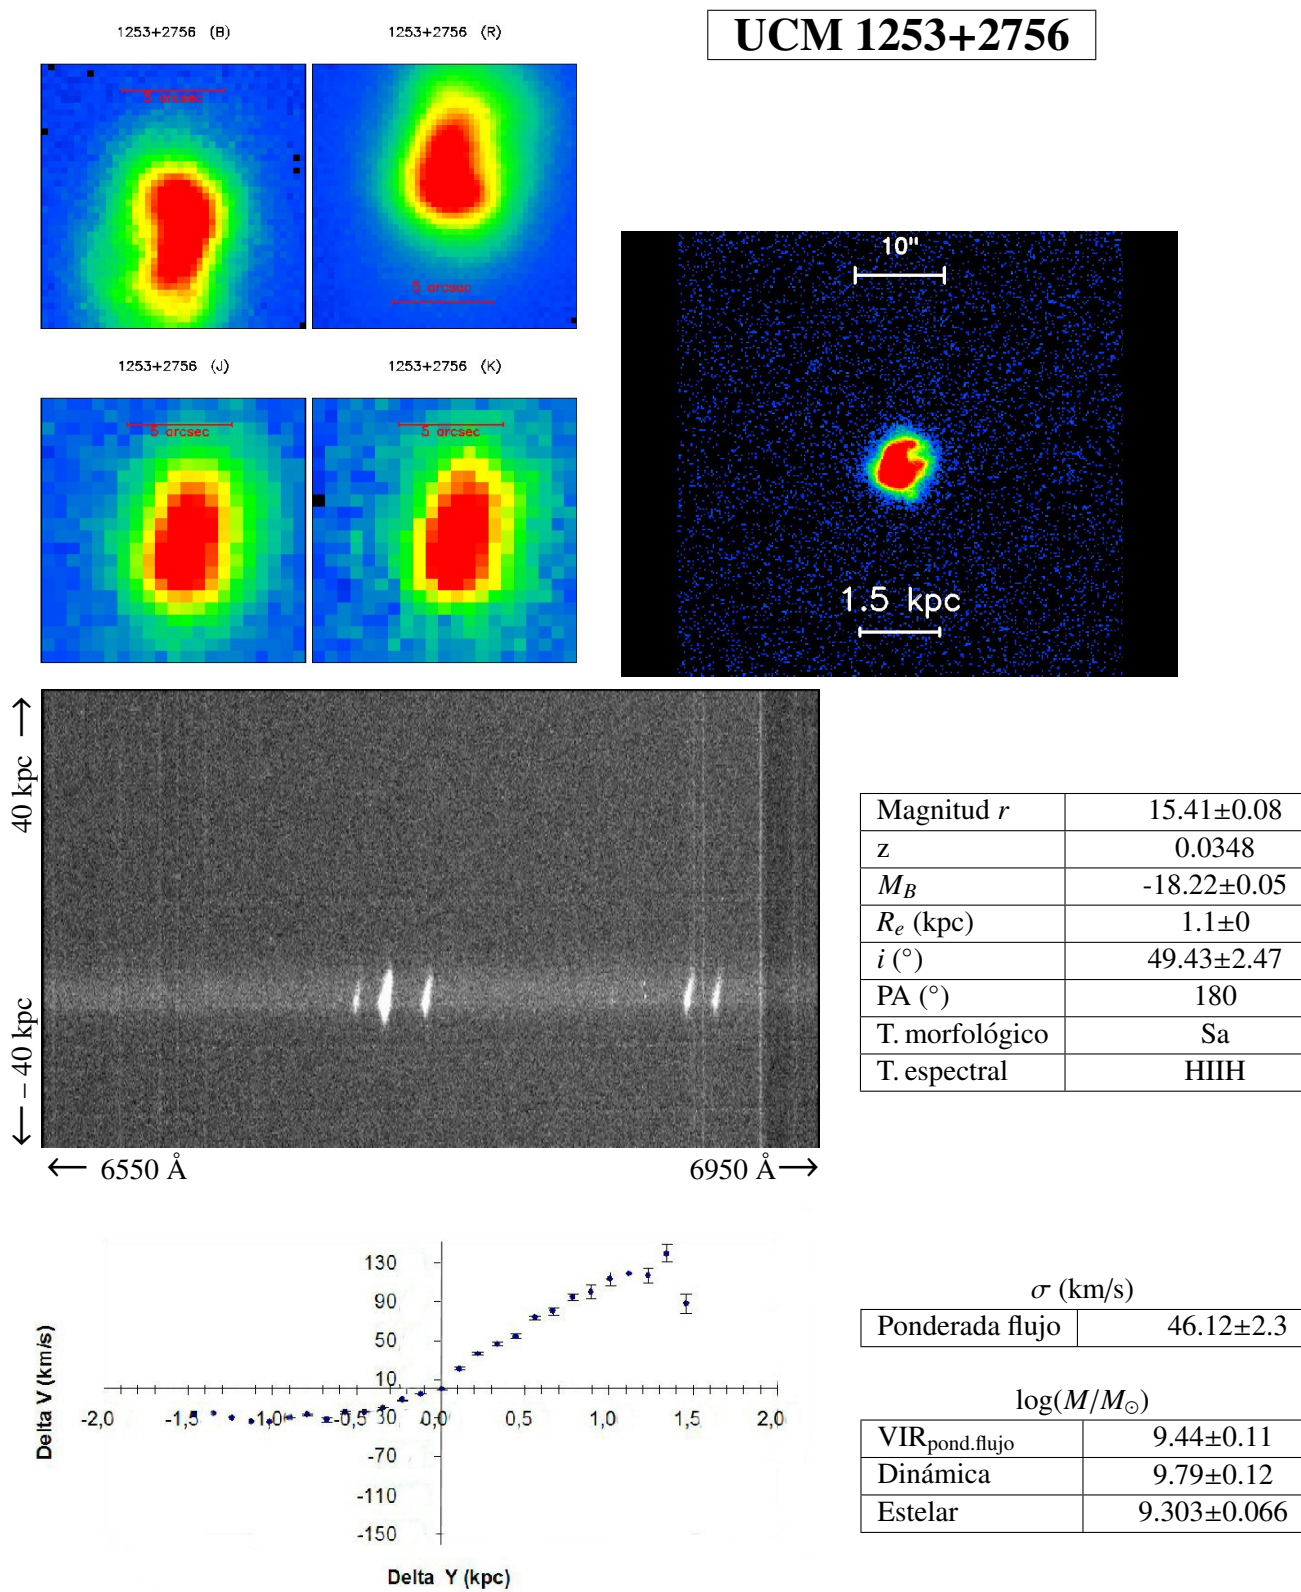 UCM 1253+2756
1253+2756 (B)
1253+2756 (R)
5 arcsec
5 arcsec
1253+2756 (J)
1253+2756 (K)
5 arcsec
5 arcsec
10"
1.5 kpc
40 kpc →
← – 40 kpc
← 6550 Å
6950 Å →
Magnitud r 15.41±0.08
z 0.0348
M_B -18.22±0.05
R_e (kpc) 1.1±0
i (°) 49.43±2.47
PA (°) 180
T. morfológico Sa
T. espectral HIIH
Delta V (km/s)
130
90
50
10
-2,0 -1,5 -1,0 -0,5 0,0 0,5 1,0 1,5 2,0
-30
-70
-110
-150
Delta Y (kpc)
σ (km/s)
Ponderada flujo 46.12±2.3
log(M/M⊙)
VIR pond.flujo 9.44±0.11
Dinámica 9.79±0.12
Estelar 9.303±0.066